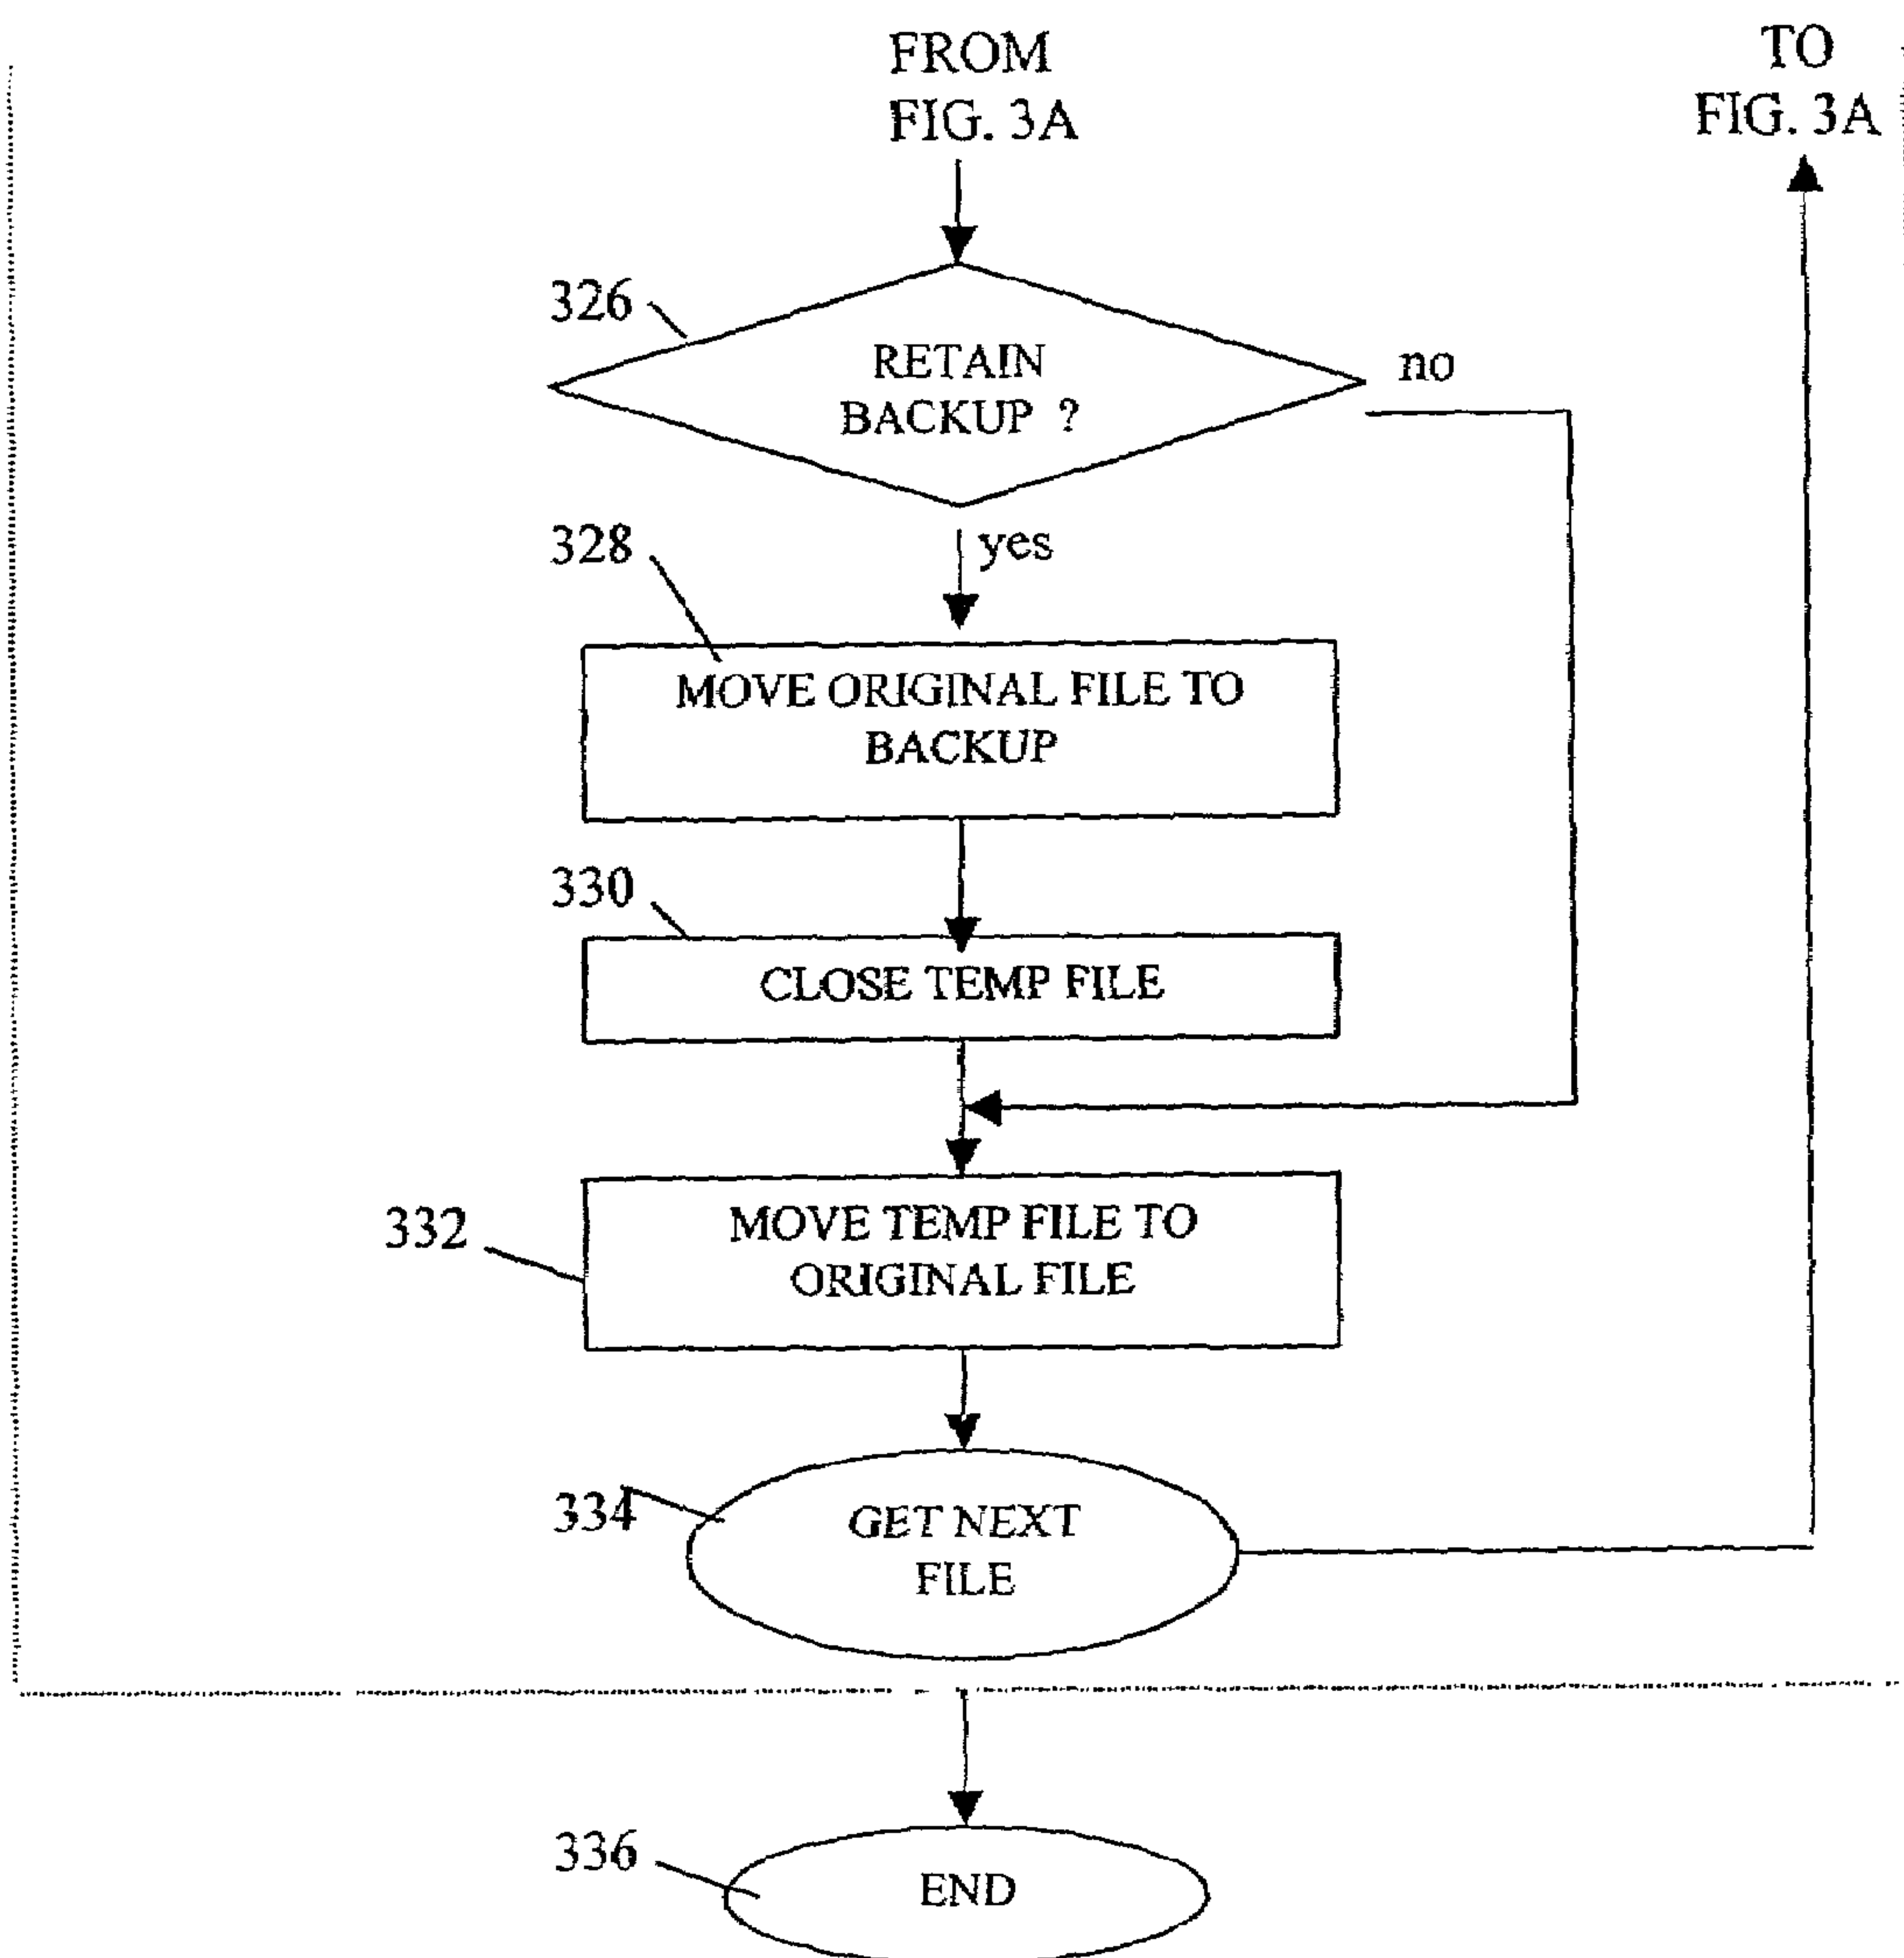 FROM
FIG. 3A
TO
FIG. 3A
326
RETAIN
BACKUP ?
no
328
yes
MOVE ORIGINAL FILE TO
BACKUP
330
CLOSE TEMP FILE
332
MOVE TEMP FILE TO
ORIGINAL FILE
334
GET NEXT
FILE
336
END